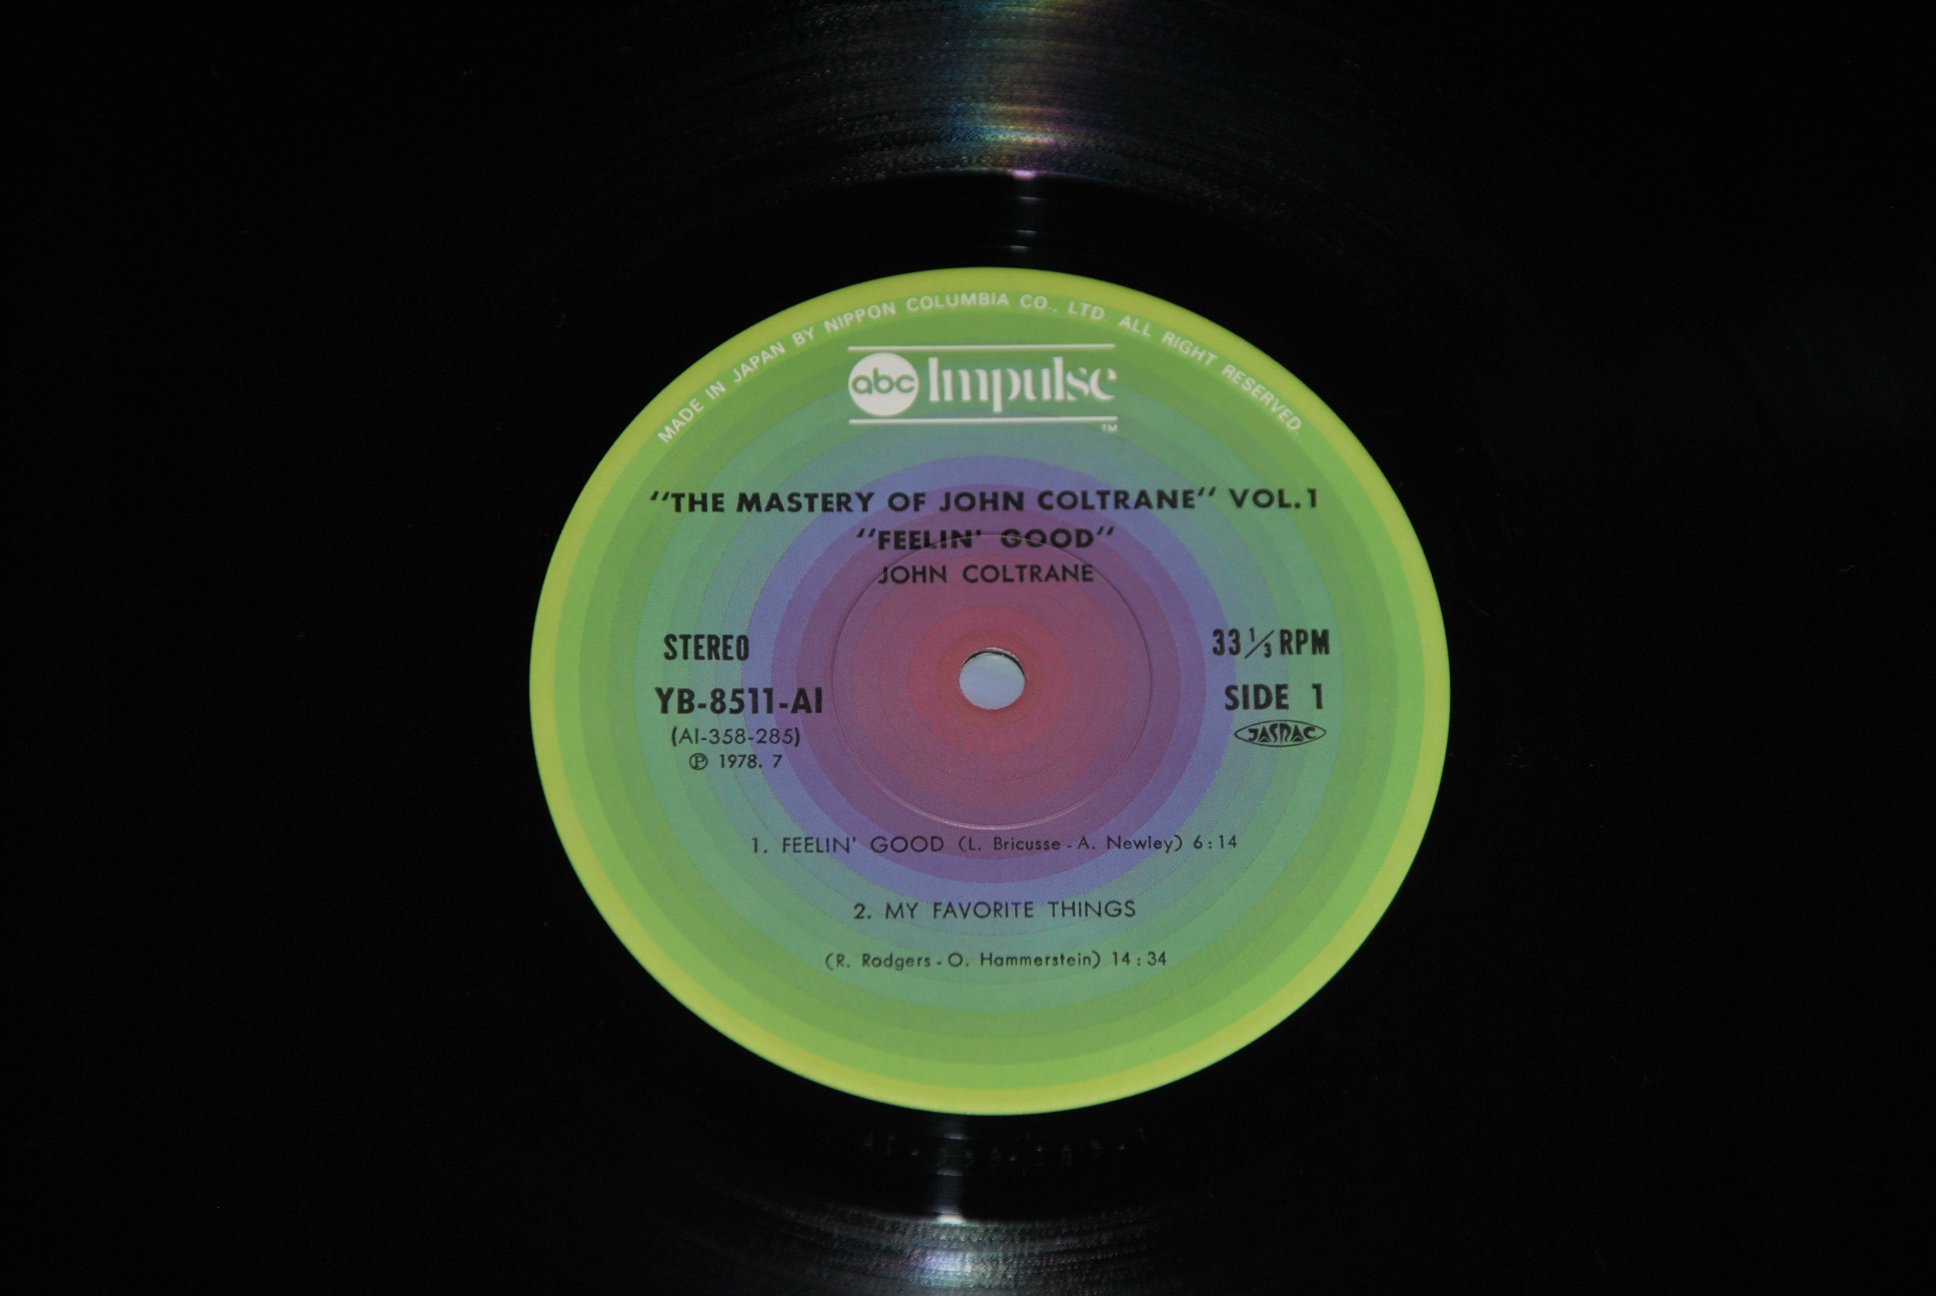 MADE IN JAPAN BY NIPPON COLUMBIA CO., LTD. ALL RIGHT RESERVED.
abc Impulse
TM
"THE MASTERY OF JOHN COLTRANE" VOL.1
"FEELIN' GOOD"
JOHN COLTRANE
STEREO
33 1/3 RPM
YB-8511-AI
SIDE 1
(AI-358-285)
JASRAC
Ⓟ 1978. 7
1. FEELIN' GOOD (L. Bricusse - A. Newley) 6:14
2. MY FAVORITE THINGS
(R. Rodgers - O. Hammerstein) 14:34